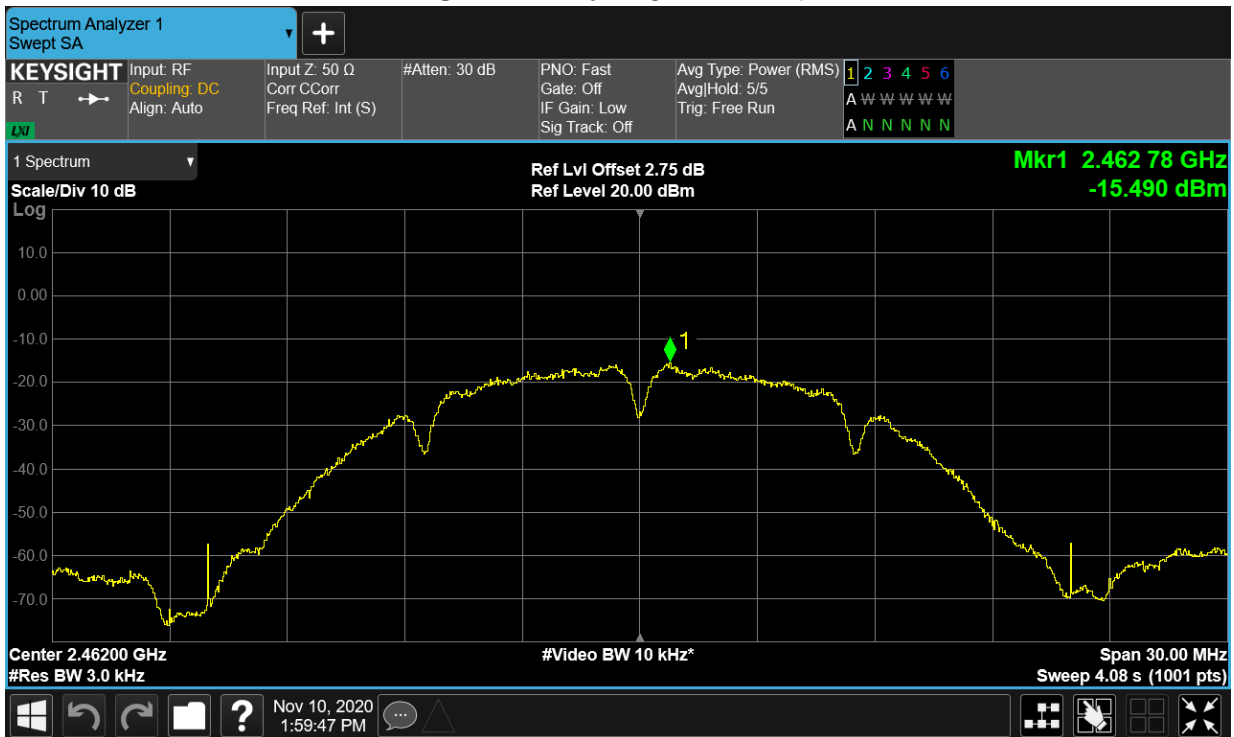 Spectrum Analyzer 1
Swept SA
KEYSIGHT
R T
LXI
Input: RF
Coupling: DC
Align: Auto
Input Z: 50 Ω
Corr CCorr
Freq Ref: Int (S)
#Atten: 30 dB
PNO: Fast
Gate: Off
IF Gain: Low
Sig Track: Off
Avg Type: Power (RMS)
Avg|Hold: 5/5
Trig: Free Run
1 2 3 4 5 6
A W W W W W
A N N N N N
1 Spectrum
Scale/Div 10 dB
Log
Ref Lvl Offset 2.75 dB
Ref Level 20.00 dBm
Mkr1 2.462 78 GHz
-15.490 dBm
10.0
0.00
-10.0
1
-20.0
-30.0
-40.0
-50.0
-60.0
-70.0
Center 2.46200 GHz
#Res BW 3.0 kHz
#Video BW 10 kHz*
Span 30.00 MHz
Sweep 4.08 s (1001 pts)
?
Nov 10, 2020
1:59:47 PM